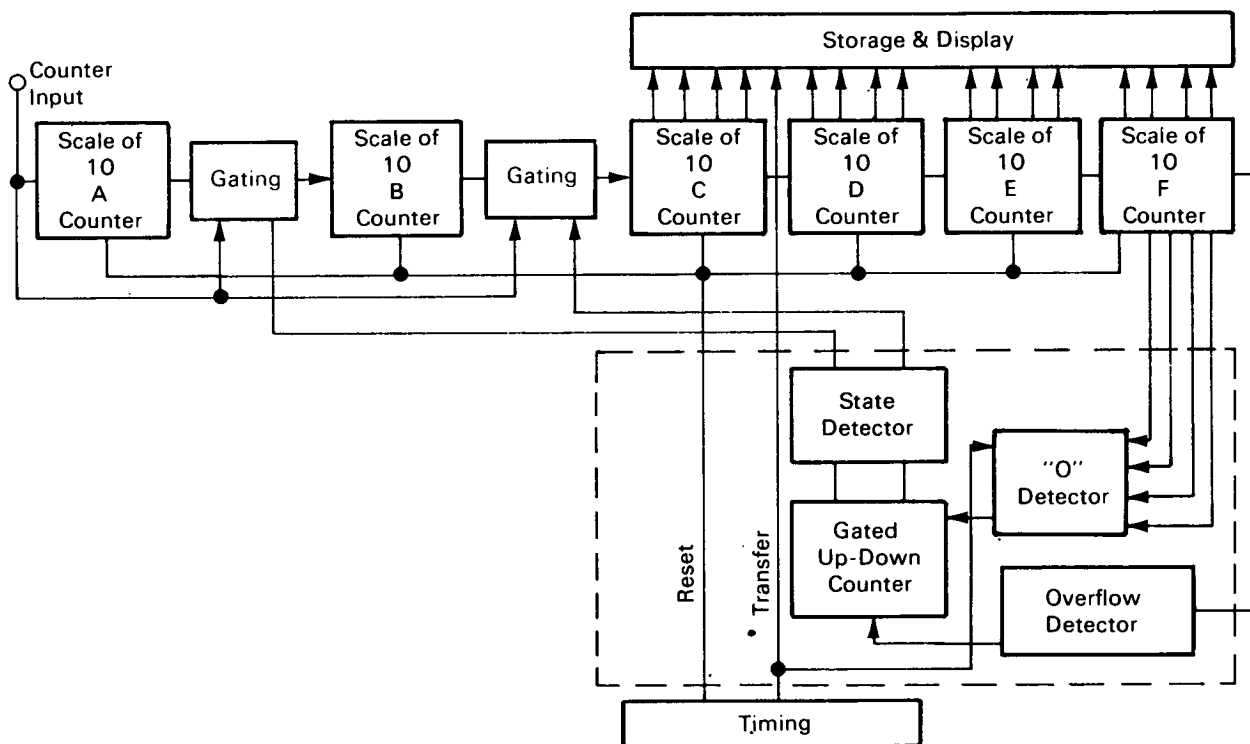 Storage & Display
Counter
Input
Scale of
10
A
Counter
Gating
Scale of
10
B
Counter
Gating
Scale of
10
C
Counter
Scale of
10
D
Counter
Scale of
10
E
Counter
Scale of
10
F
Counter
State
Detector
"O"
Detector
Gated
Up-Down
Counter
Overflow
Detector
Reset
Transfer
Timing